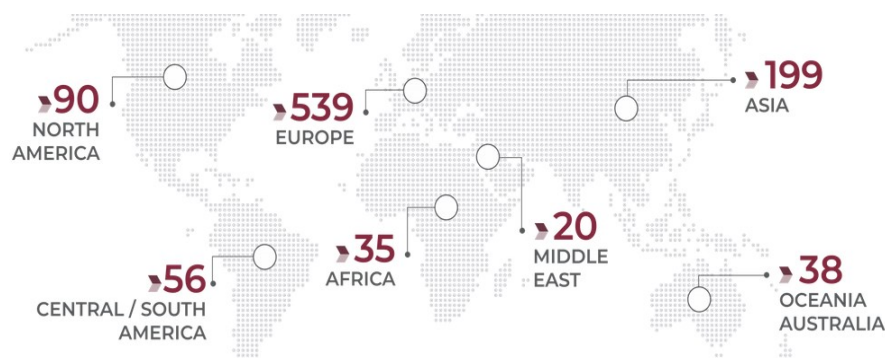 90
NORTH
AMERICA
539
EUROPE
199
ASIA
56
CENTRAL / SOUTH
AMERICA
35
AFRICA
20
MIDDLE
EAST
38
OCEANIA
AUSTRALIA